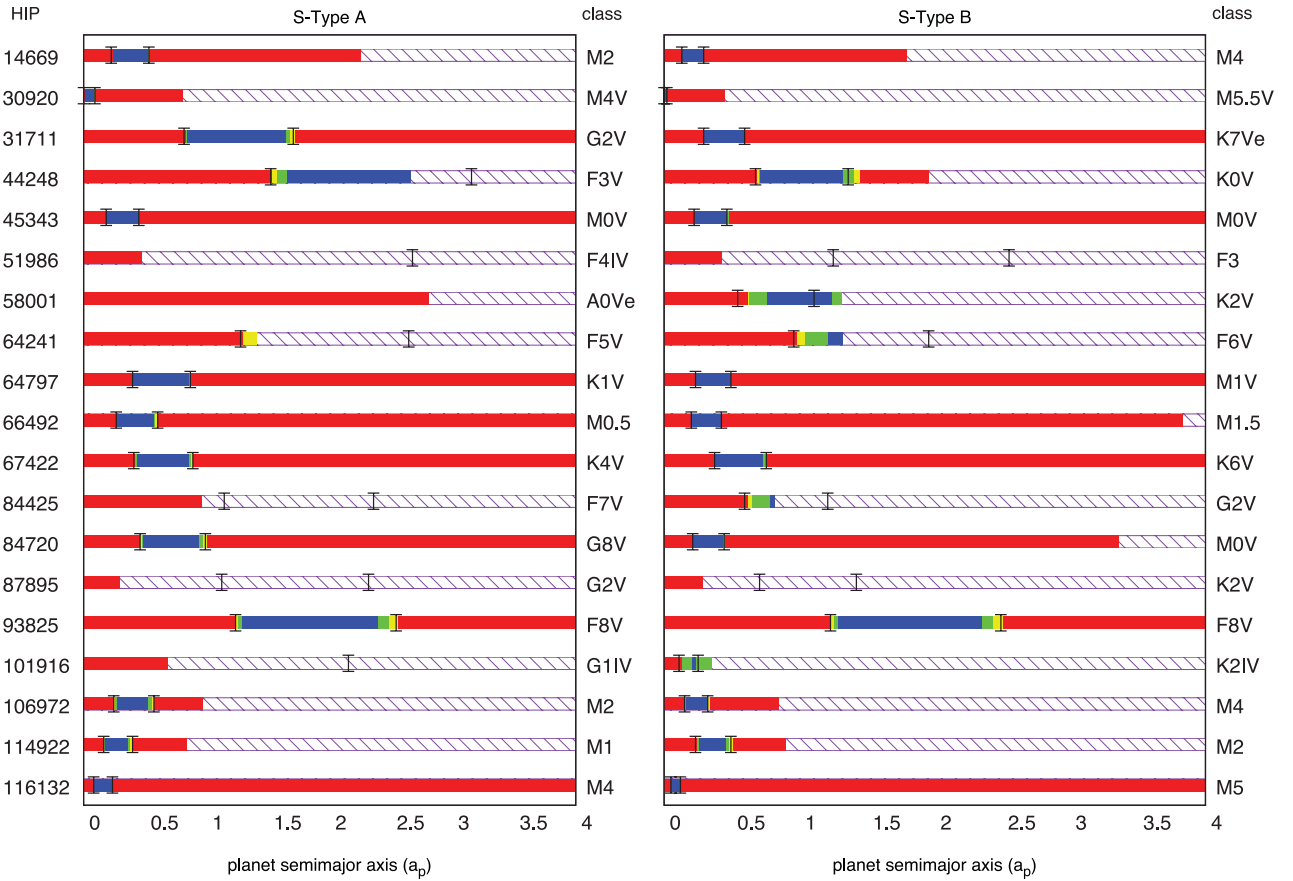 HIP S-Type A class S-Type B class
14669 M2 M4
30920 M4V M5.5V
31711 G2V K7Ve
44248 F3V K0V
45343 M0V M0V
51986 F4IV F3
58001 A0Ve K2V
64241 F5V F6V
64797 K1V M1V
66492 M0.5 M1.5
67422 K4V K6V
84425 F7V G2V
84720 G8V M0V
87895 G2V K2V
93825 F8V F8V
101916 G1IV K2IV
106972 M2 M4
114922 M1 M2
116132 M4 M5
0 0.5 1 1.5 2 2.5 3 3.5 4 0 0.5 1 1.5 2 2.5 3 3.5 4
planet semimajor axis (ap) planet semimajor axis (ap)